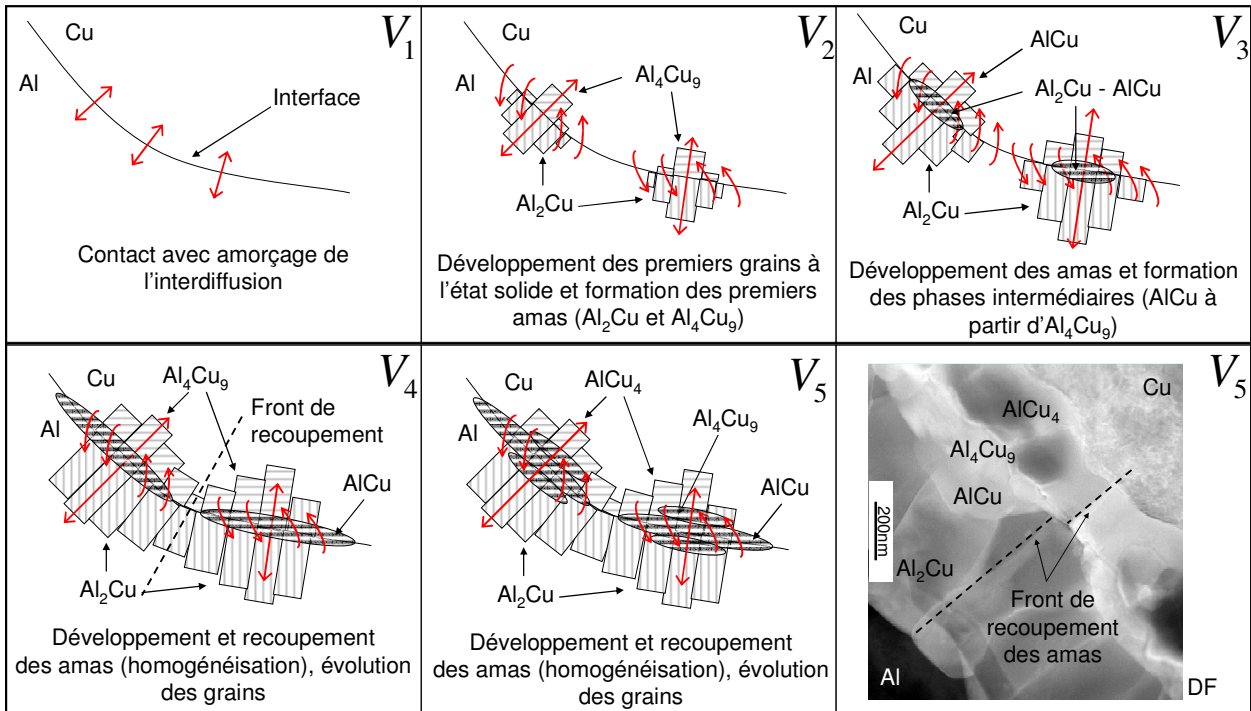 V₁
Cu
Al
Interface
Contact avec amorçage de
l'interdiffusion
V₂
Cu
Al₄Cu₉
Al₂Cu
Développement des premiers grains à
l'état solide et formation des premiers
amas (Al₂Cu et Al₄Cu₉)
V₃
Cu
AlCu
Al
Al₂Cu - AlCu
Al₂Cu
Développement des amas et formation
des phases intermédiaires (AlCu à
partir d'Al₄Cu₉)
V₄
Cu
Al₄Cu₉
Al
Front de
recoupement
AlCu
Al₂Cu
Développement et recoupement
des amas (homogénéisation), évolution
des grains
V₅
Cu
AlCu₄
Al
Al₄Cu₉
AlCu
Al₂Cu
Développement et recoupement
des amas (homogénéisation), évolution
des grains
V₅
Cu
AlCu₄
Al₄Cu₉
AlCu
200nm
Al₂Cu
Front de
recoupement
des amas
Al
DF